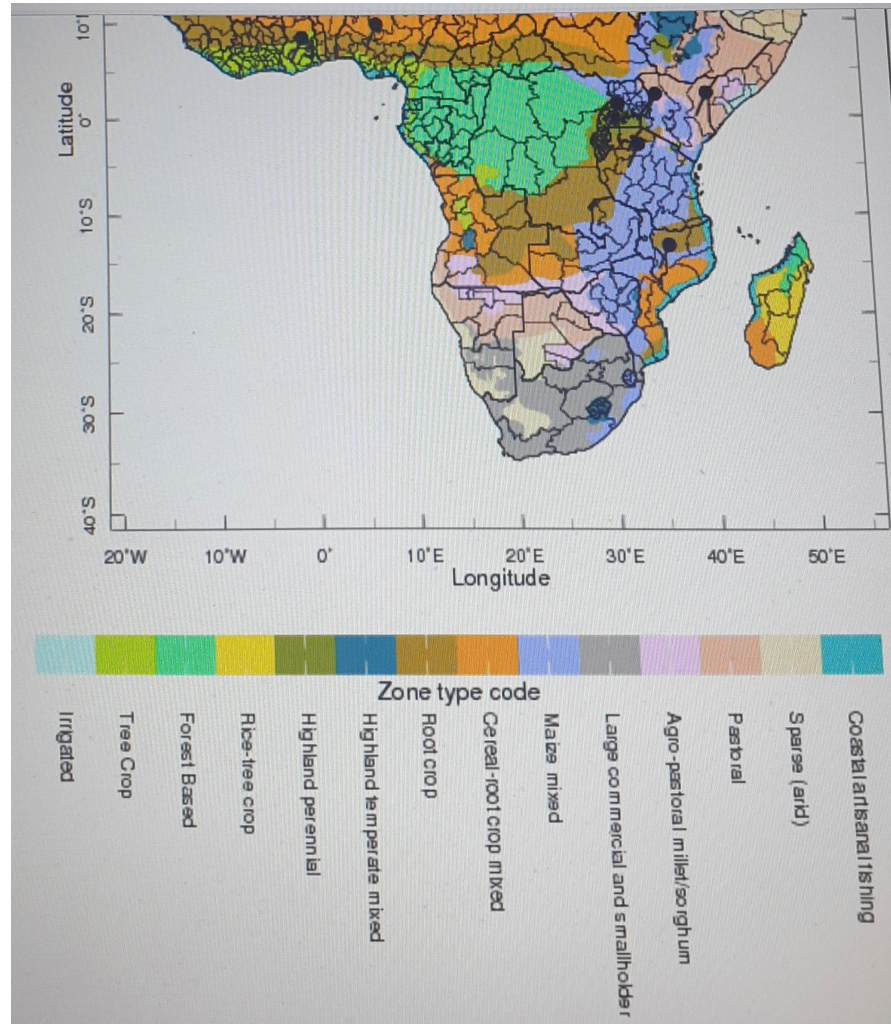 Latitude
10°
0°
10°S
20°S
30°S
40°S
20°W
10°W
0°
10°E
20°E
30°E
40°E
50°E
Longitude
Zone type code
Irrigated
Tree Crop
Forest Based
Rice-tree crop
Highland perennial
Highland temperate mixed
Root crop
Cereal-root crop mixed
Maize mixed
Large commercial and smallholder
Agro-pastoral millet/sorghum
Pastoral
Sparse (arid)
Coastal artisanal fishing